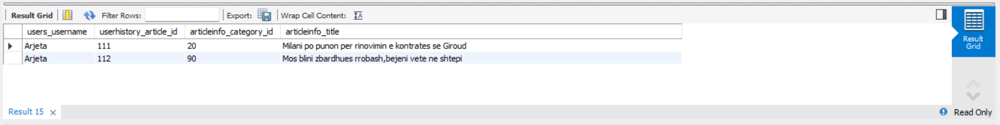 Result Grid Filter Rows: Export: Wrap Cell Content: IA
users_username userhistory_article_id articleinfo_category_id articleinfo_title
Arjeta 111 20 Milani po punon per rinovimin e kontrates se Giroud
Arjeta 112 90 Mos blini zbardhues rrobash,bejeni vete ne shtepi
Result
Grid
Result 15 Read Only